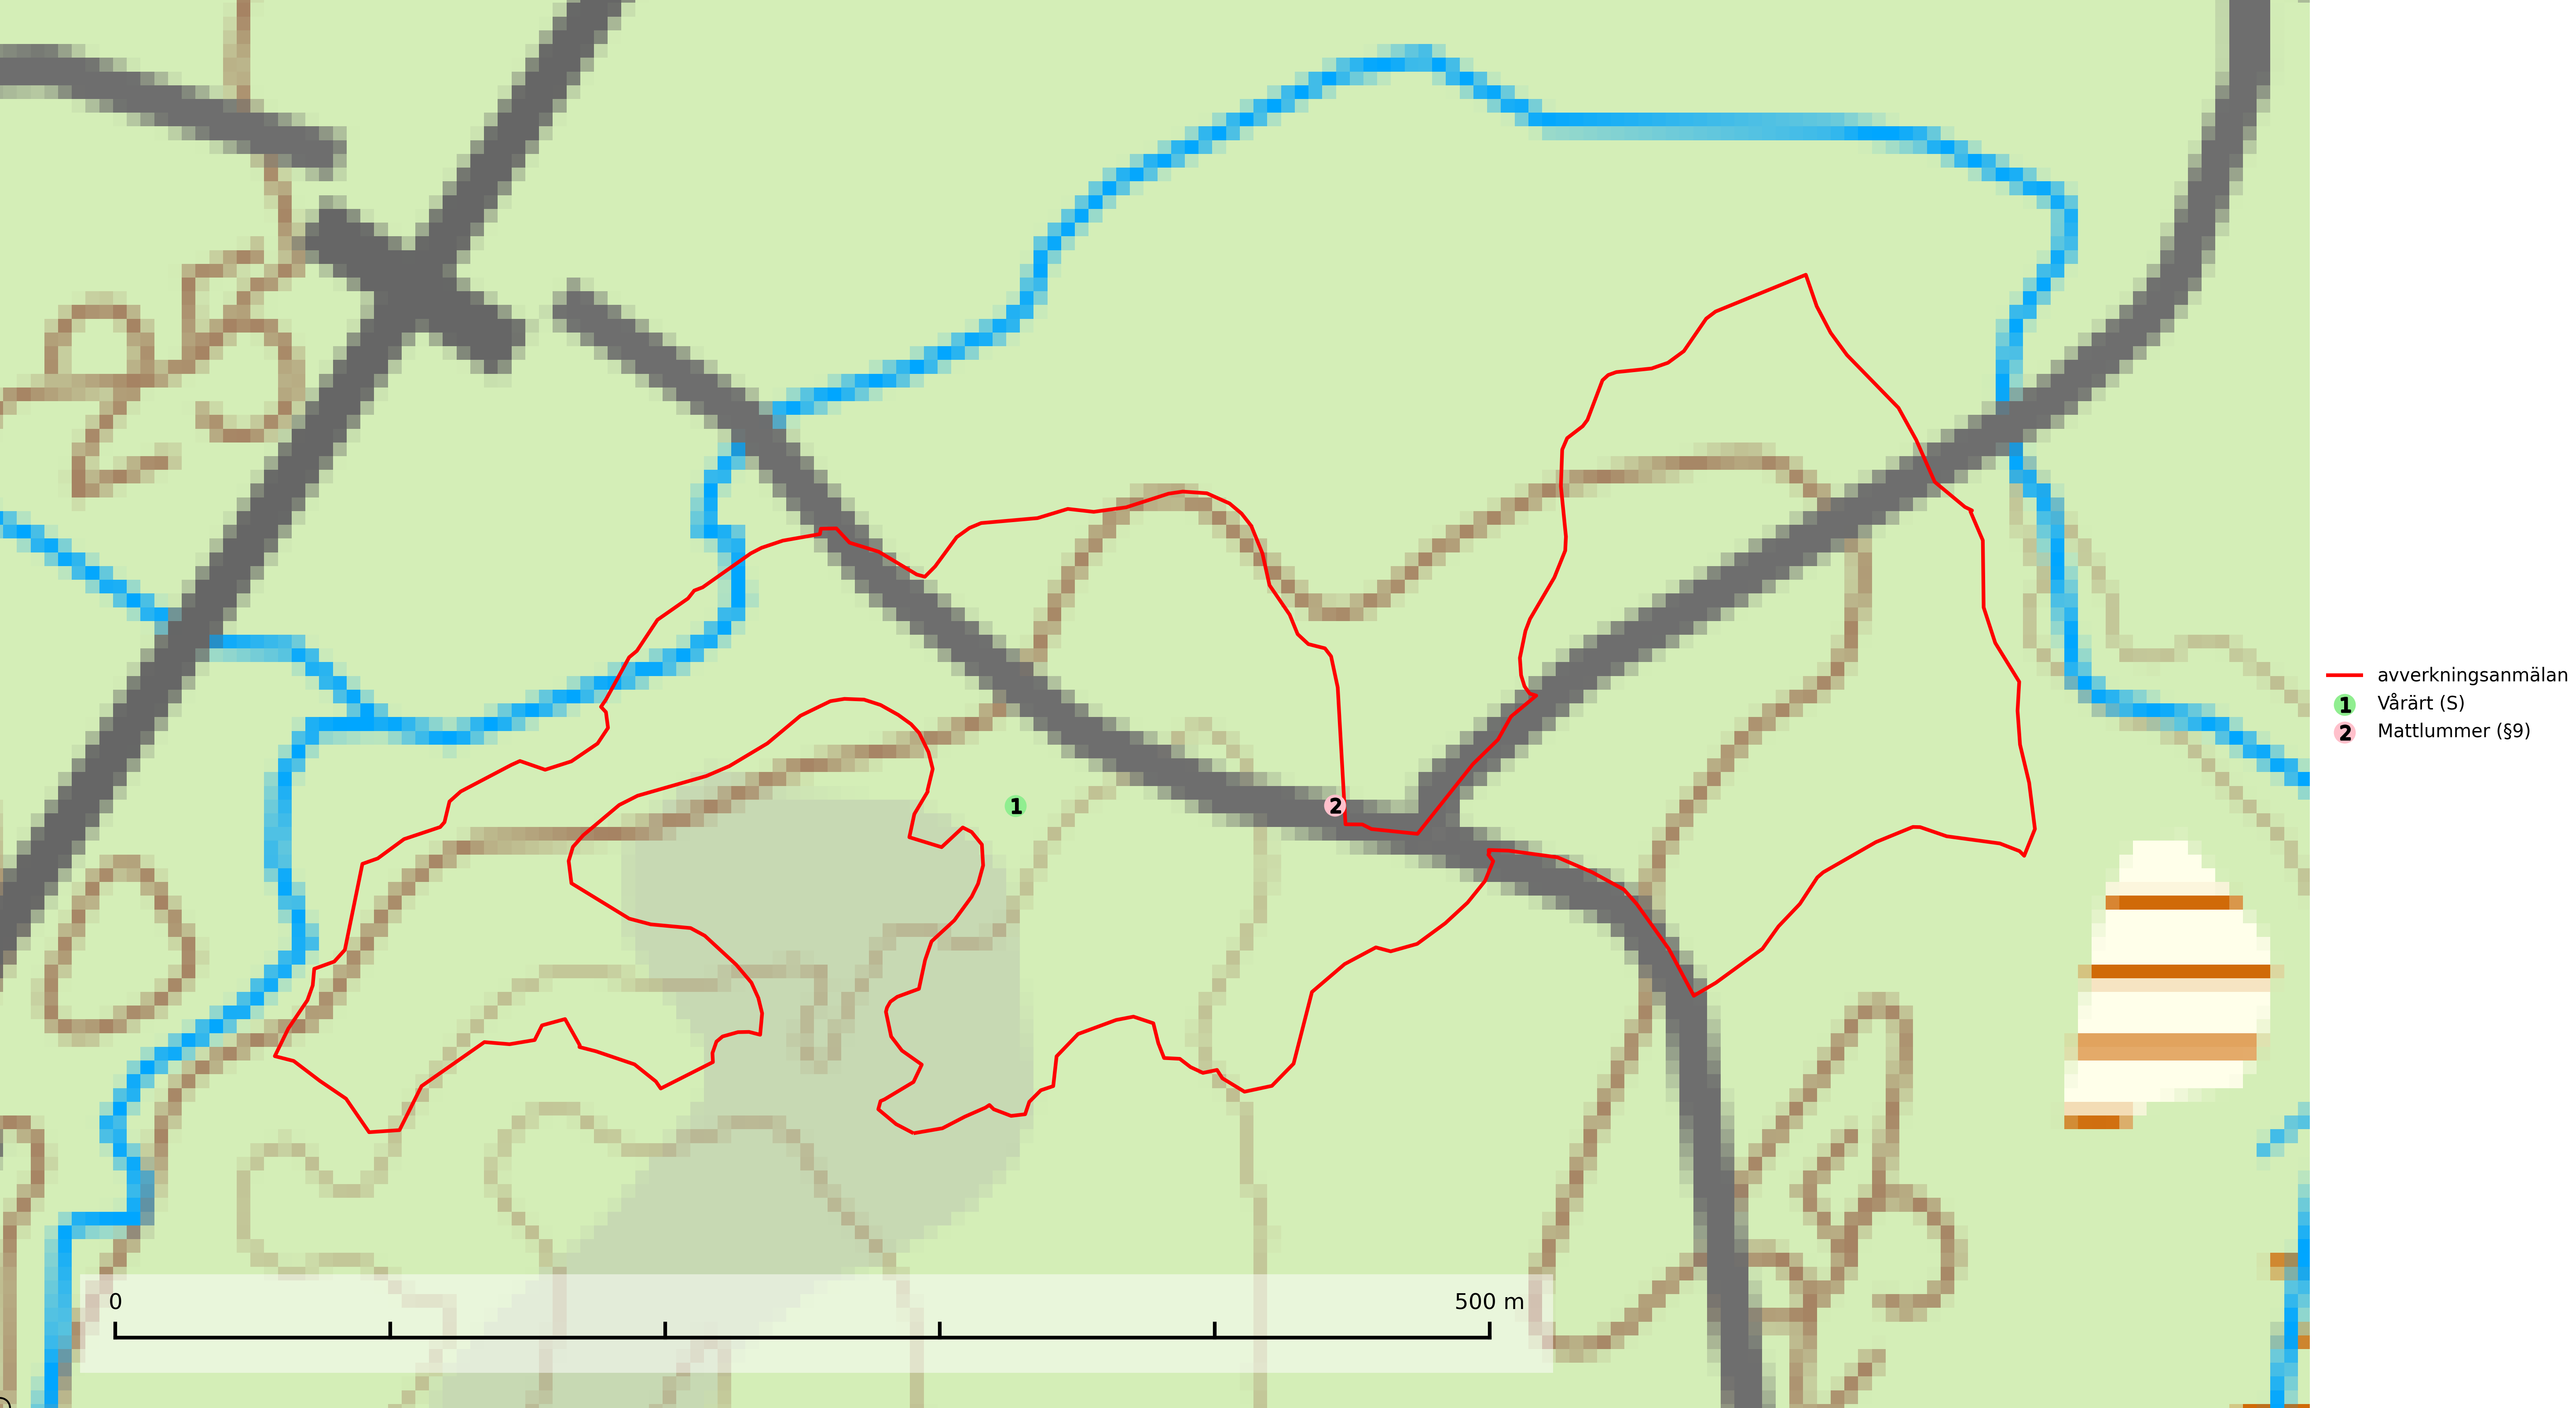 1
2
avverkningsanmälan
1 Vårärt (S)
2 Mattlummer (§9)
0 500 m